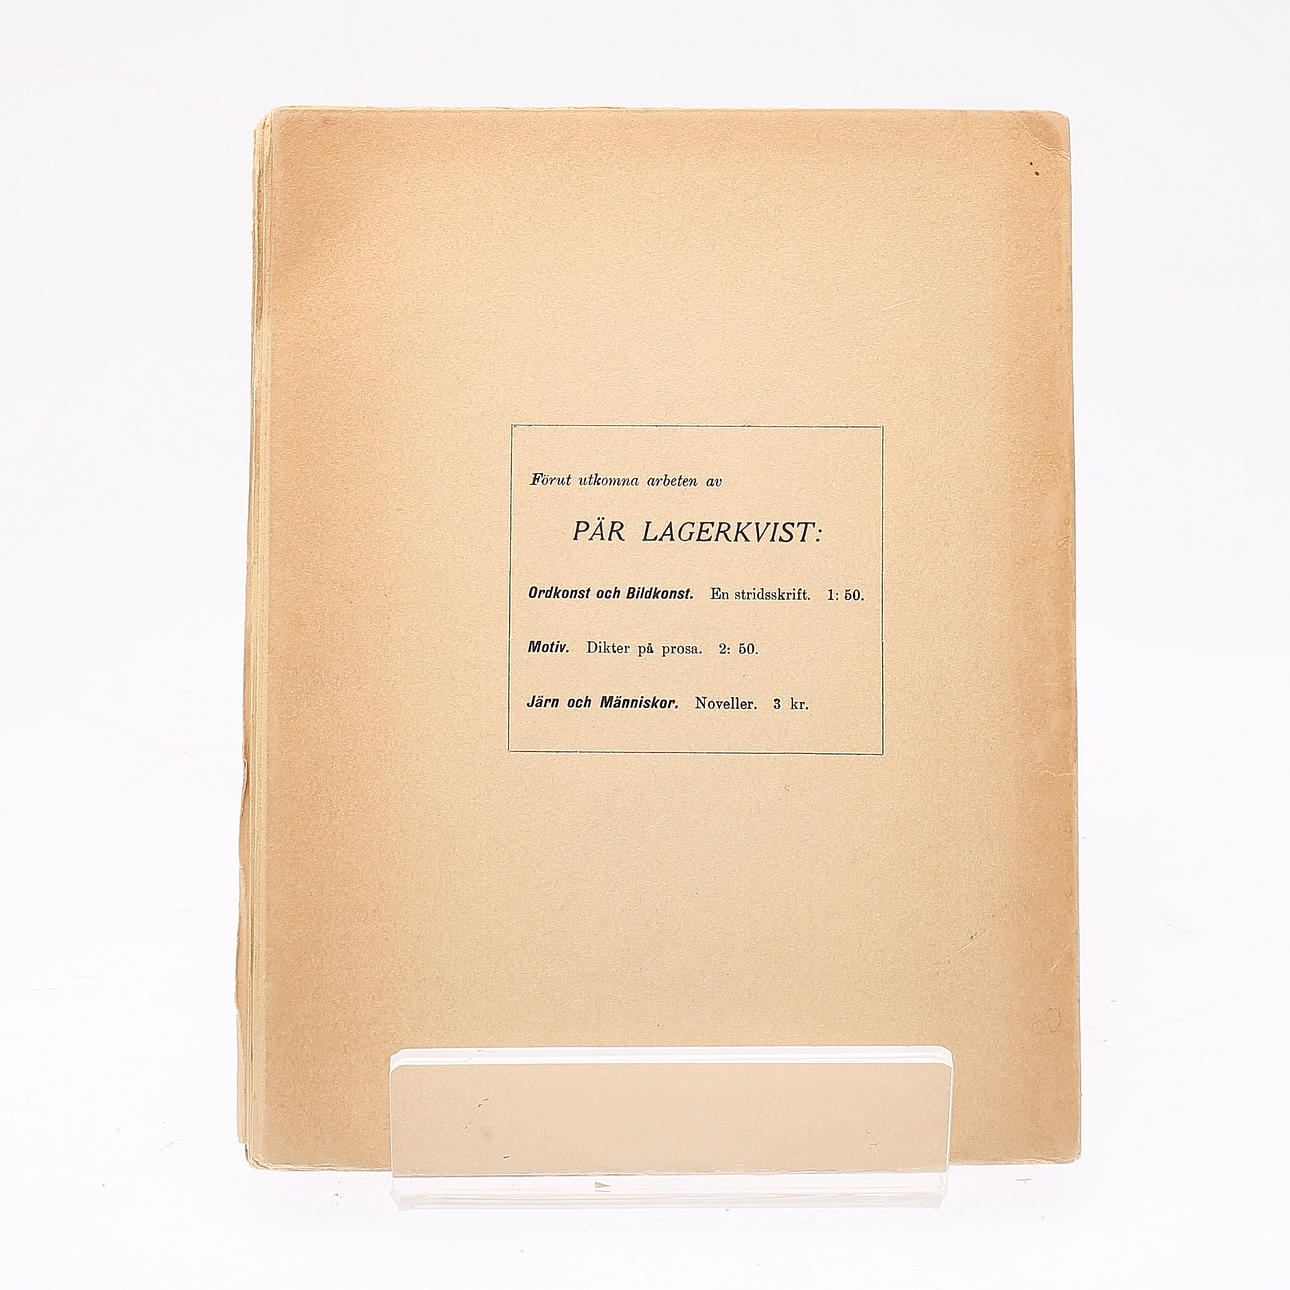 Förut utkomna arbeten av
PÄR LAGERKVIST:
Ordkonst och Bildkonst. En stridsskrift. 1: 50.
Motiv. Dikter på prosa. 2: 50.
Järn och Människor. Noveller. 3 kr.